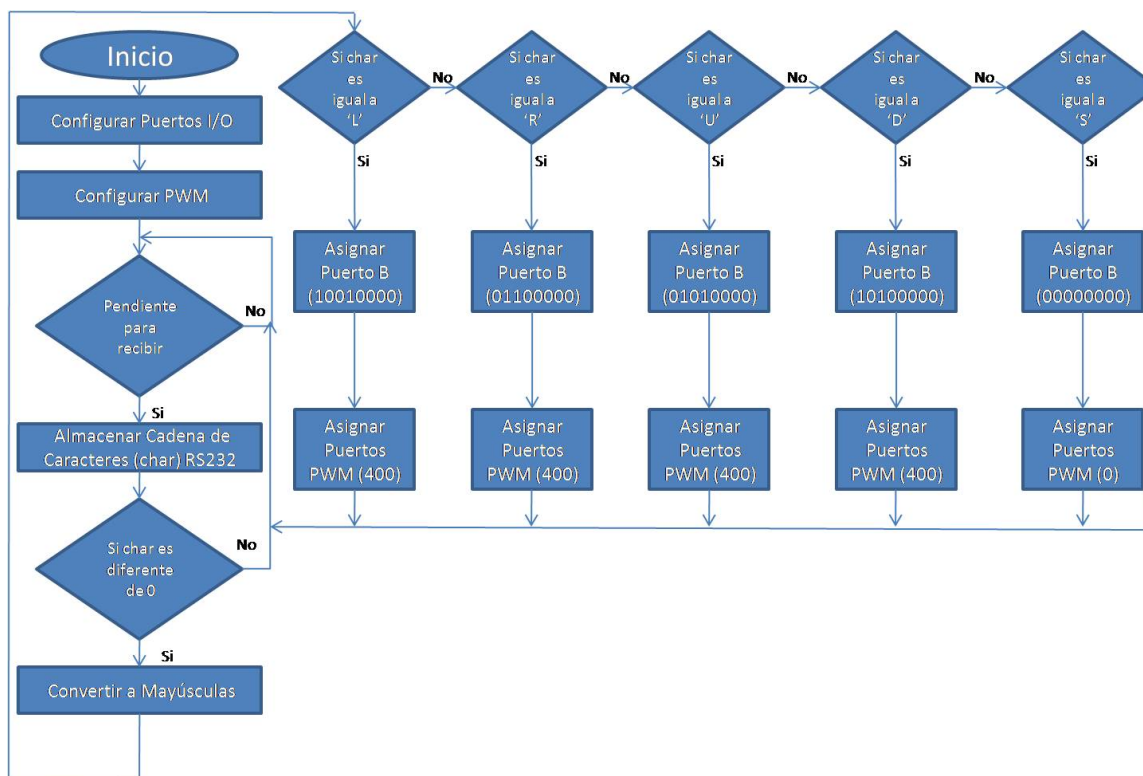 Inicio
Configurar Puertos I/O
Configurar PWM
Pendiente
para
recibir
No
Si
Almacenar Cadena de
Caracteres (char) RS232
Si char es
diferente
de 0
No
Si
Convertir a Mayúsculas
Si char
es
igual a
‘L’
No
Si
Asignar
Puerto B
(10010000)
Asignar
Puertos
PWM (400)
Si char
es
igual a
‘R’
No
Si
Asignar
Puerto B
(01100000)
Asignar
Puertos
PWM (400)
Si char
es
igual a
‘U’
No
Si
Asignar
Puerto B
(01010000)
Asignar
Puertos
PWM (400)
Si char
es
igual a
‘D’
No
Si
Asignar
Puerto B
(10100000)
Asignar
Puertos
PWM (400)
Si char
es
igual a
‘S’
Si
Asignar
Puerto B
(00000000)
Asignar
Puertos
PWM (0)